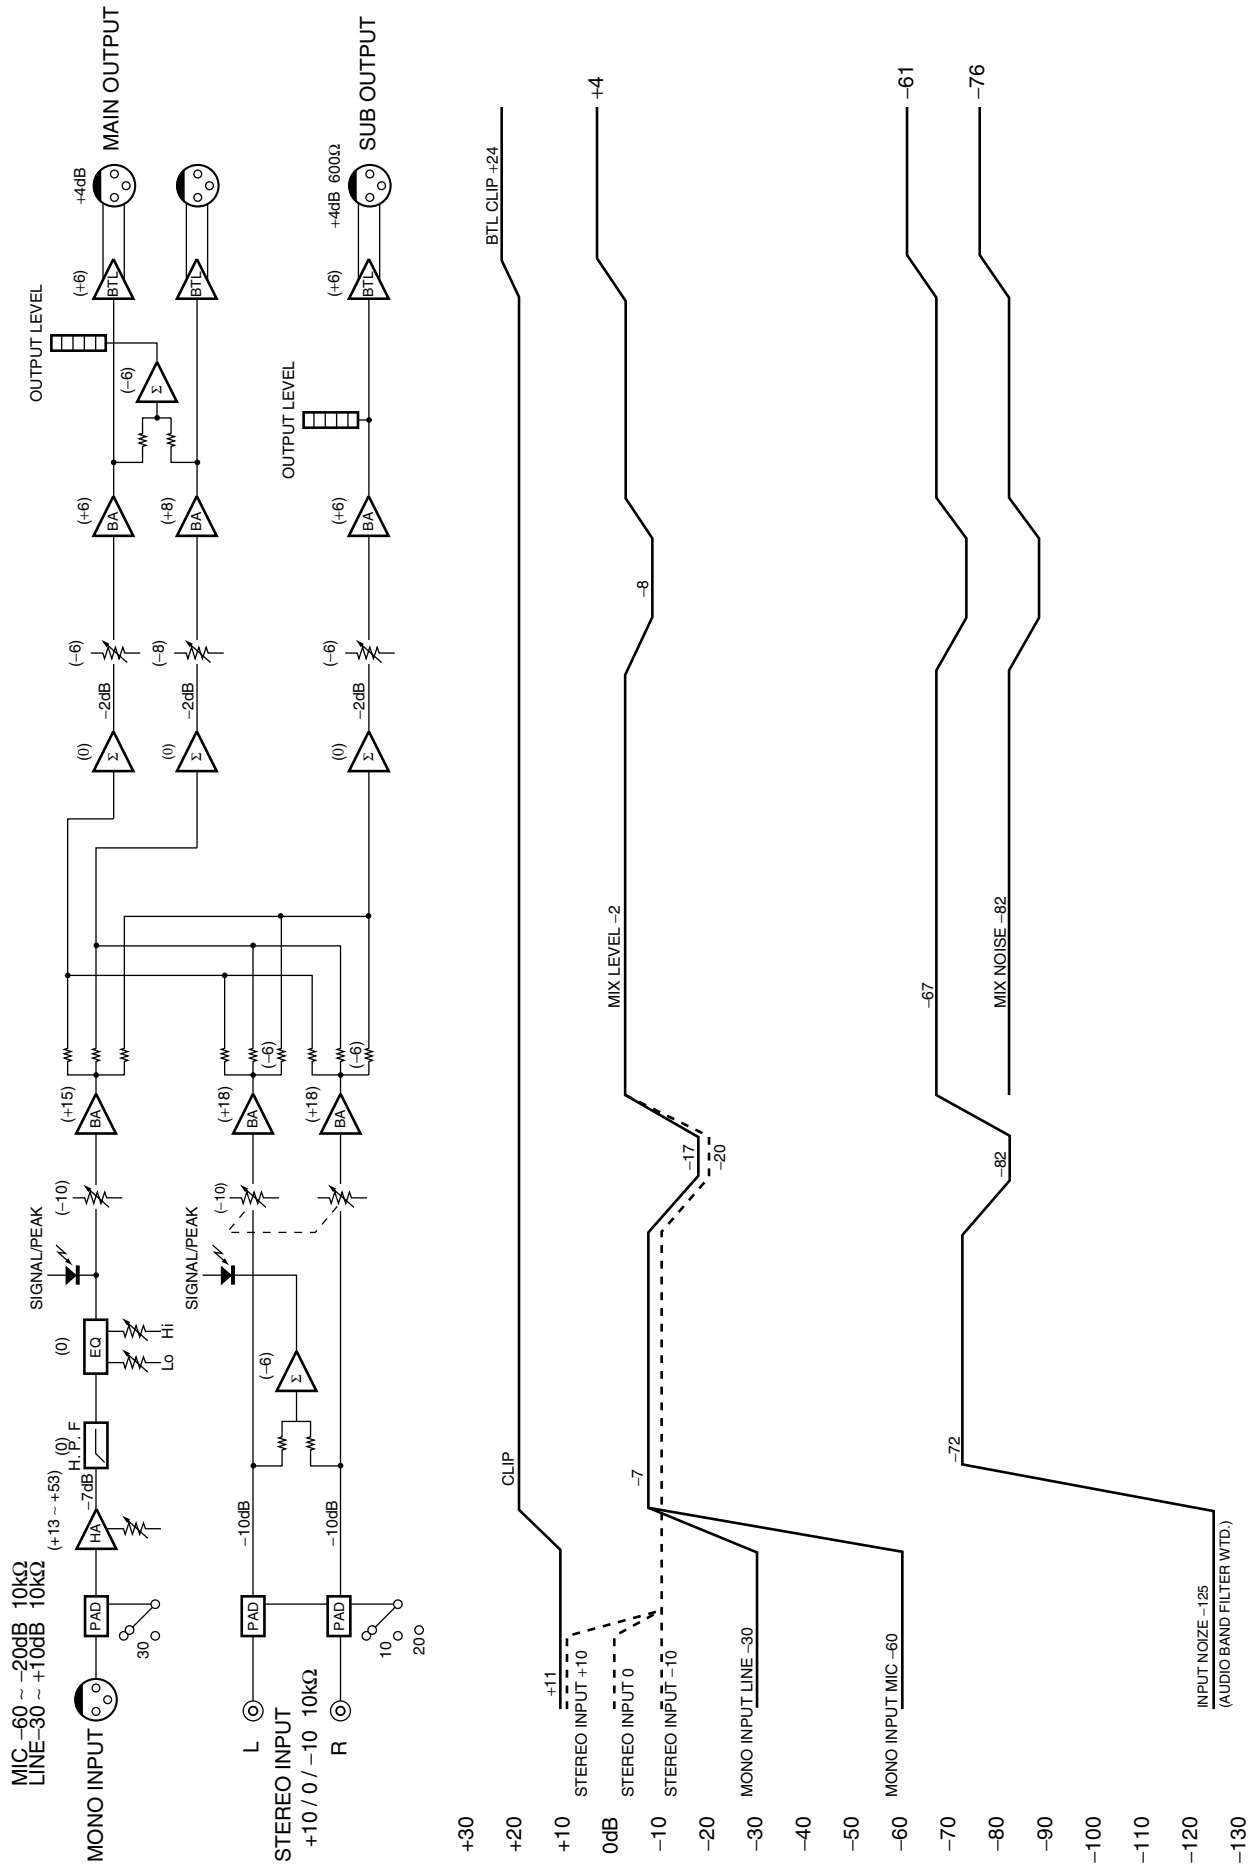 MIC −60 ~ −20dB 10kΩ
LINE−30 ~ +10dB 10kΩ
MONO INPUT
PAD
30
(+13 ~ +53)
HA
−7dB
(0)
H. P. F
(0)
EQ
Lo
Hi
SIGNAL/PEAK
(−10)
(+15)
BA
(0)
Σ
−2dB
(−6)
(+6)
BA
OUTPUT LEVEL
(−6)
Σ
(+6)
BTL
+4dB
MAIN OUTPUT
(0)
Σ
−2dB
(−8)
(+8)
BA
BTL
L
STEREO INPUT
+10 / 0 / −10 10kΩ
R
PAD
PAD
10
20
−10dB
−10dB
(−6)
Σ
SIGNAL/PEAK
(−10)
(+18)
BA
(−6)
(+18)
BA
(−6)
(0)
Σ
−2dB
(−6)
(+6)
BA
OUTPUT LEVEL
(+6)
BTL
+4dB 600Ω
SUB OUTPUT
+30
+20
+10
0dB
−10
−20
−30
−40
−50
−60
−70
−80
−90
−100
−110
−120
−130
CLIP
BTL CLIP +24
+11
STEREO INPUT +10
STEREO INPUT 0
STEREO INPUT −10
MONO INPUT LINE −30
MONO INPUT MIC −60
−7
−17
−20
MIX LEVEL −2
−8
+4
−72
−82
−67
−61
MIX NOISE −82
−76
INPUT NOIZE −125
(AUDIO BAND FILTER WTD.)